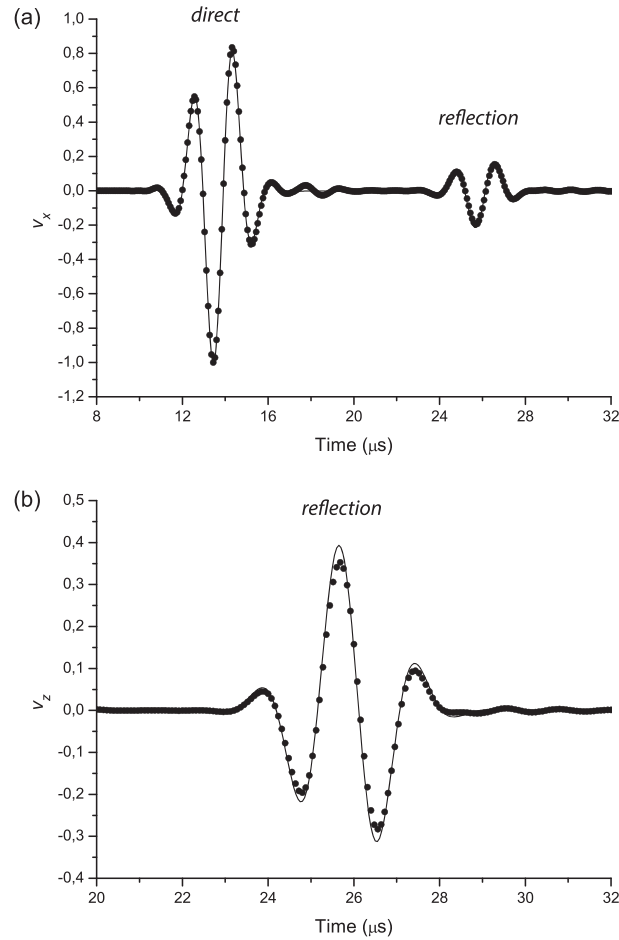 (a)
direct
1,0
0,8
0,6
0,4
0,2
0,0
-0,2
-0,4
-0,6
-0,8
-1,0
-1,2
reflection
vx
8 12 16 20 24 28 32
Time (μs)
(b)
reflection
0,5
0,4
0,3
0,2
0,1
0,0
-0,1
-0,2
-0,3
-0,4
vz
20 22 24 26 28 30 32
Time (μs)